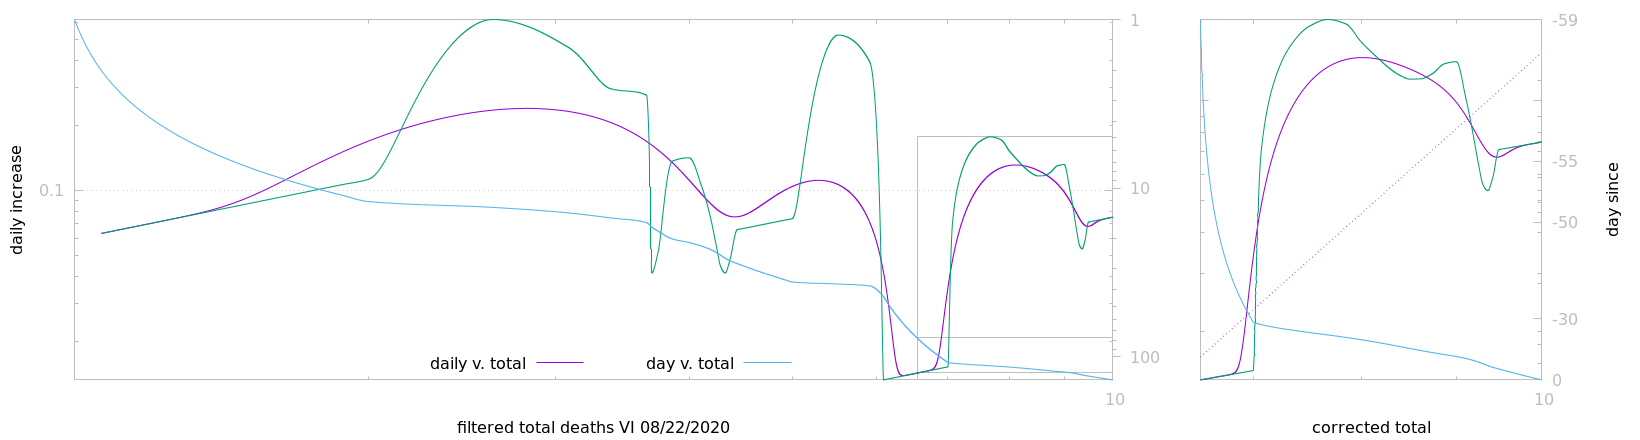 1
-59
daily increase
0.1
10
-55
-50
day since
-30
daily v. total
day v. total
100
0
10
10
filtered total deaths VI 08/22/2020
corrected total